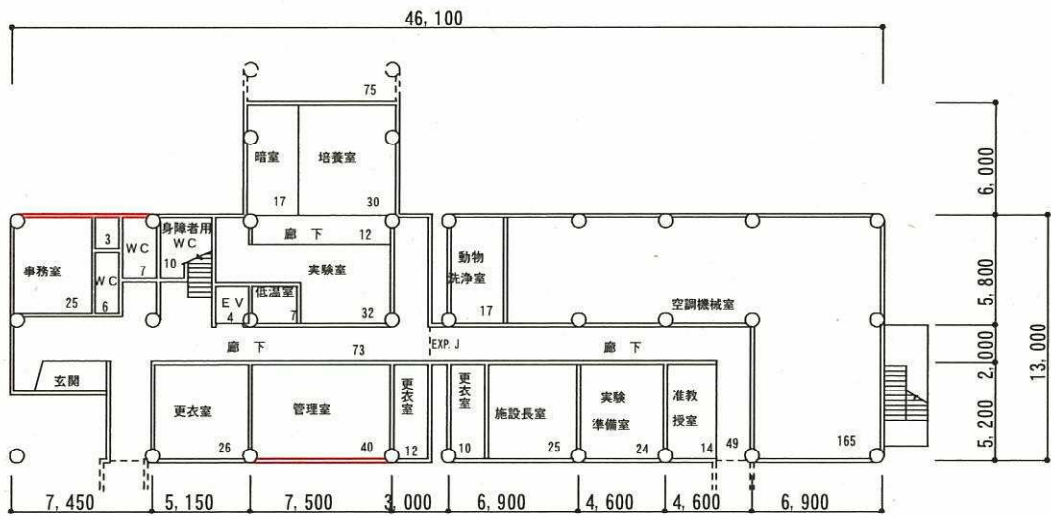 46,100
75
暗室
培養室
17
30
6,000
身障者用
WC
10
3
WC
7
WC
6
事務室
25
廊 下
12
実験室
32
低温室
7
EV
4
動物
洗浄室
17
空調機械室
165
5,800
2,000
5,200
13,000
廊 下
73
EXP. J
廊 下
49
玄関
更衣室
26
管理室
40
更衣室
12
更衣室
10
施設長室
25
実験
準備室
24
准教
授室
14
7,450
5,150
7,500
3,000
6,900
4,600
4,600
6,900